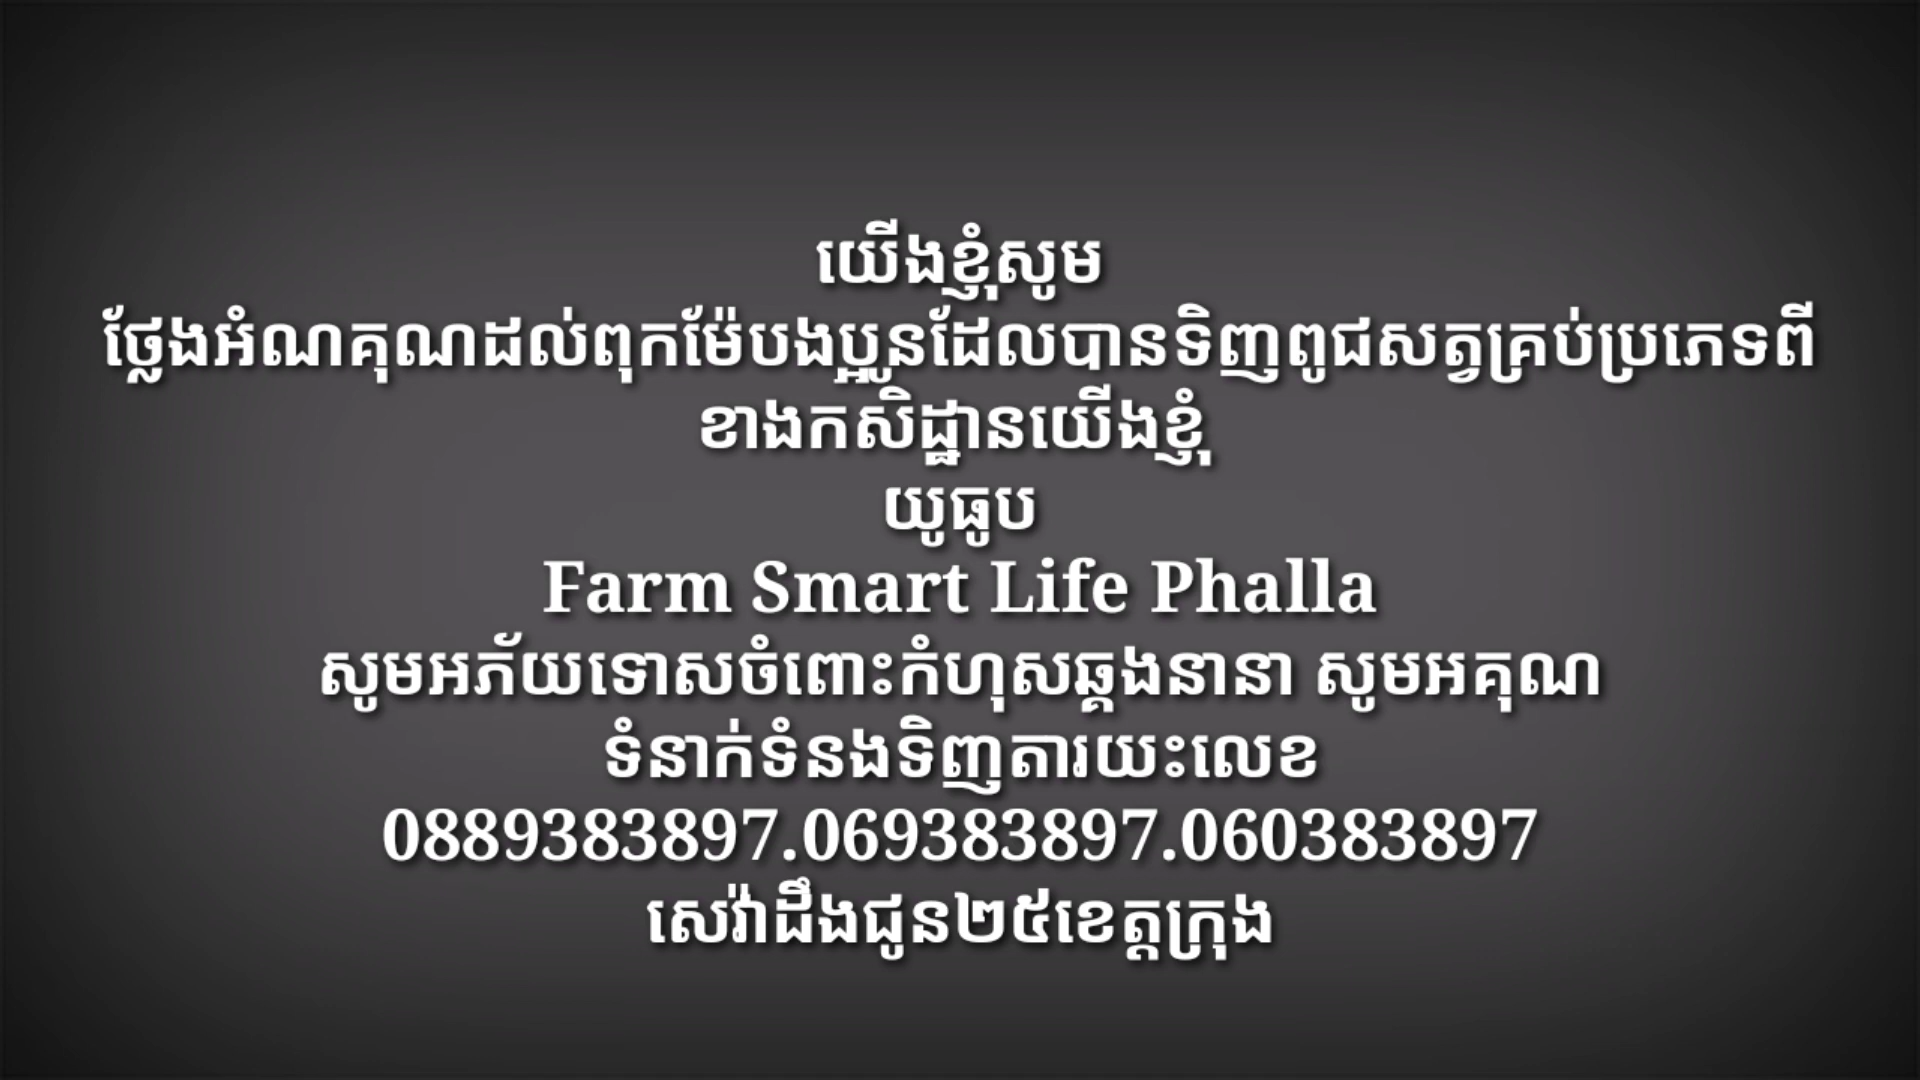 យើងខ្ញុំសូម
ថ្លែងអំណគុណដល់ពុកម៉ែបងប្អូនដែលបានទិញពូជសត្វគ្រប់ប្រភេទពី
ខាងកសិដ្ឋានយើងខ្ញុំ
យូធូប
Farm Smart Life Phalla
សូមអភ័យទោសចំពោះកំហុសឆ្គងនានា សូមអគុណ
ទំនាក់ទំនងទិញតារយះលេខ
0889383897.069383897.060383897
សេវ៉ាដឹងជូន២៥ខេត្តក្រុង